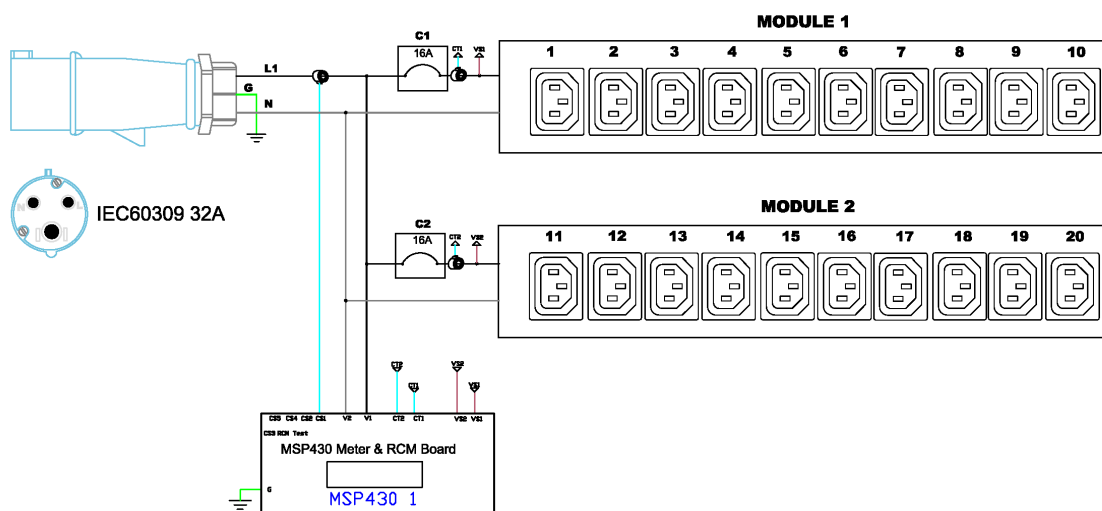 MODULE 1
C1
16A
CT1
VS1
1 2 3 4 5 6 7 8 9 10
L1
G
N
N L
IEC60309 32A
MODULE 2
C2
16A
CT2
VS2
11 12 13 14 15 16 17 18 19 20
CT2
CT1
VS2
VS1
CS5 CS4 CS2 CS1 V2 V1 CT2 CT1 VS2 VS1
CS3 RCM Test
MSP430 Meter & RCM Board
G
MSP430 1